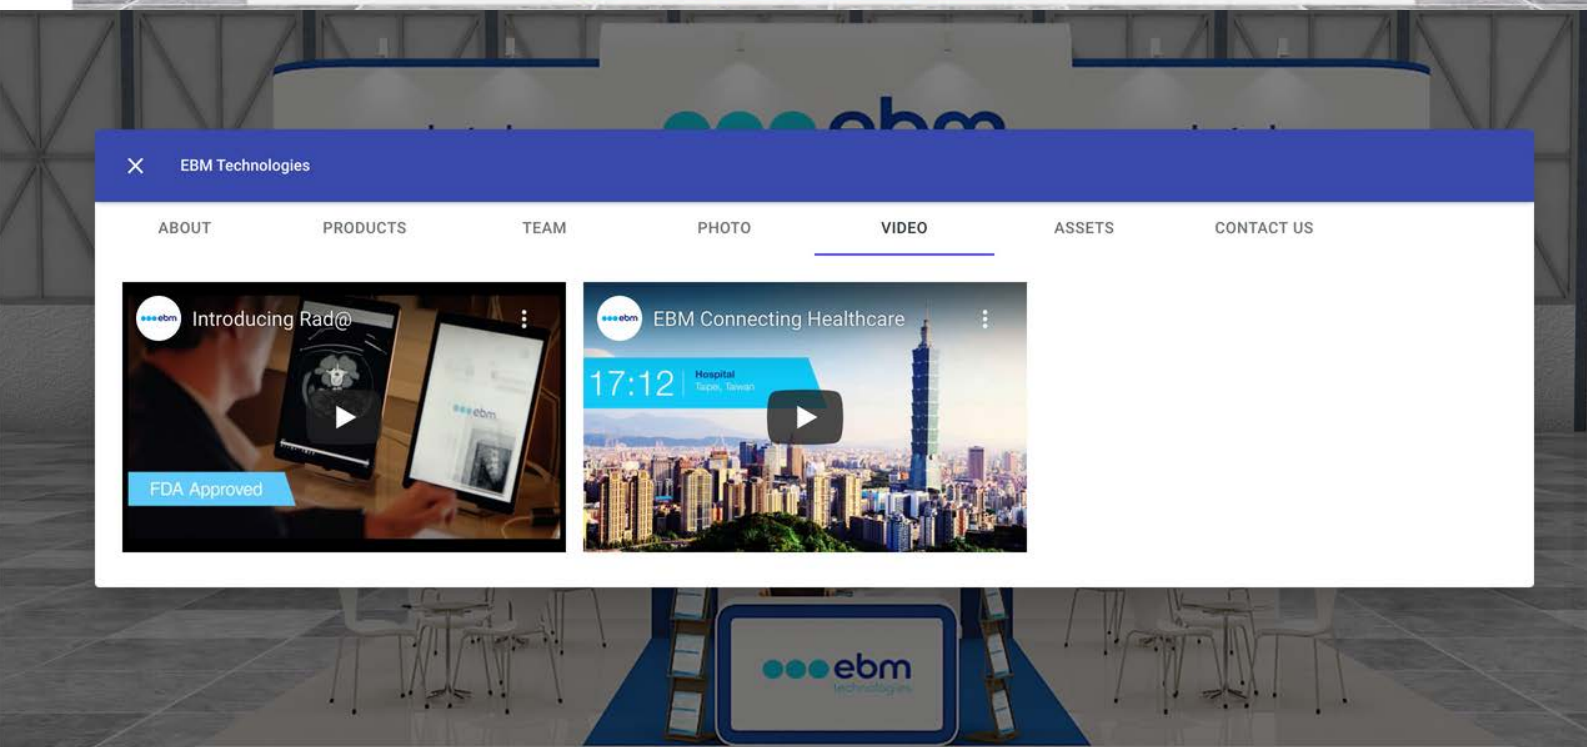 ebm
EBM Technologies
ABOUT
PRODUCTS
TEAM
PHOTO
VIDEO
ASSETS
CONTACT US
ebm
Introducing Rad@
ebm
FDA Approved
ebm
EBM Connecting Healthcare
17:12
Hospital
Taipei, Taiwan
ebm
technologies